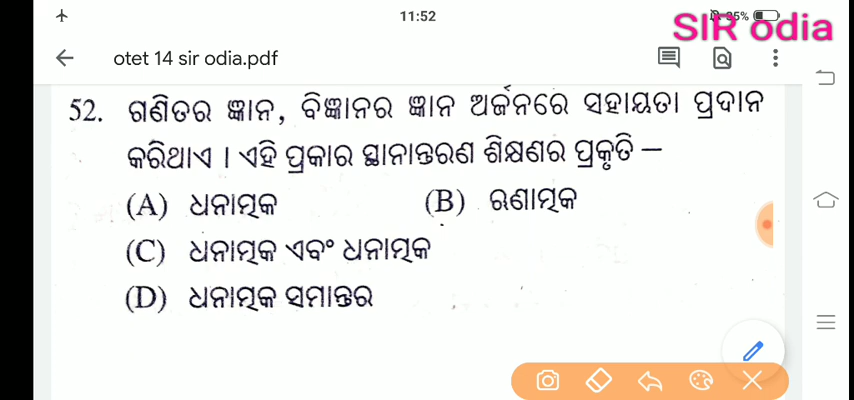 11:52
25%
SIR odia
otet 14 sir odia.pdf
52. ଗଣିତର ଜ୍ଞାନ, ବିଜ୍ଞାନର ଜ୍ଞାନ ଅର୍ଜନରେ ସହାୟତା ପ୍ରଦାନ
କରିଥାଏ । ଏହି ପ୍ରକାର ସ୍ଥାନାନ୍ତରଣ ଶିକ୍ଷଣର ପ୍ରକୃତି —
(A) ଧନାତ୍ମକ (B) ଋଣାତ୍ମକ
(C) ଧନାତ୍ମକ ଏବଂ ଧନାତ୍ମକ
(D) ଧନାତ୍ମକ ସମାନ୍ତର